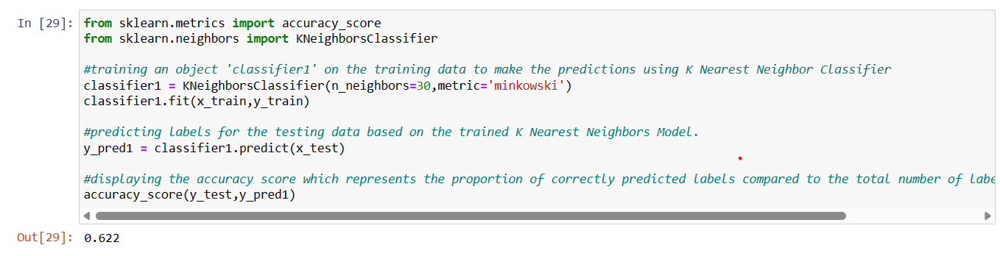 In [29]: from sklearn.metrics import accuracy_score
from sklearn.neighbors import KNeighborsClassifier
#training an object 'classifier1' on the training data to make the predictions using K Nearest Neighbor Classifier
classifier1 = KNeighborsClassifier(n_neighbors=30,metric='minkowski')
classifier1.fit(x_train,y_train)
#predicting labels for the testing data based on the trained K Nearest Neighbors Model.
y_pred1 = classifier1.predict(x_test)
#displaying the accuracy score which represents the proportion of correctly predicted labels compared to the total number of labe
accuracy_score(y_test,y_pred1)
Out[29]: 0.622